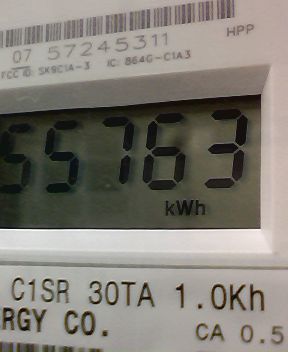 HPP
07 57245311
FCC ID: SK9C1A-3 IC: 864G-C1A3
55763
kWh
C1SR 30TA 1.0Kh
RGY CO.
CA 0.5